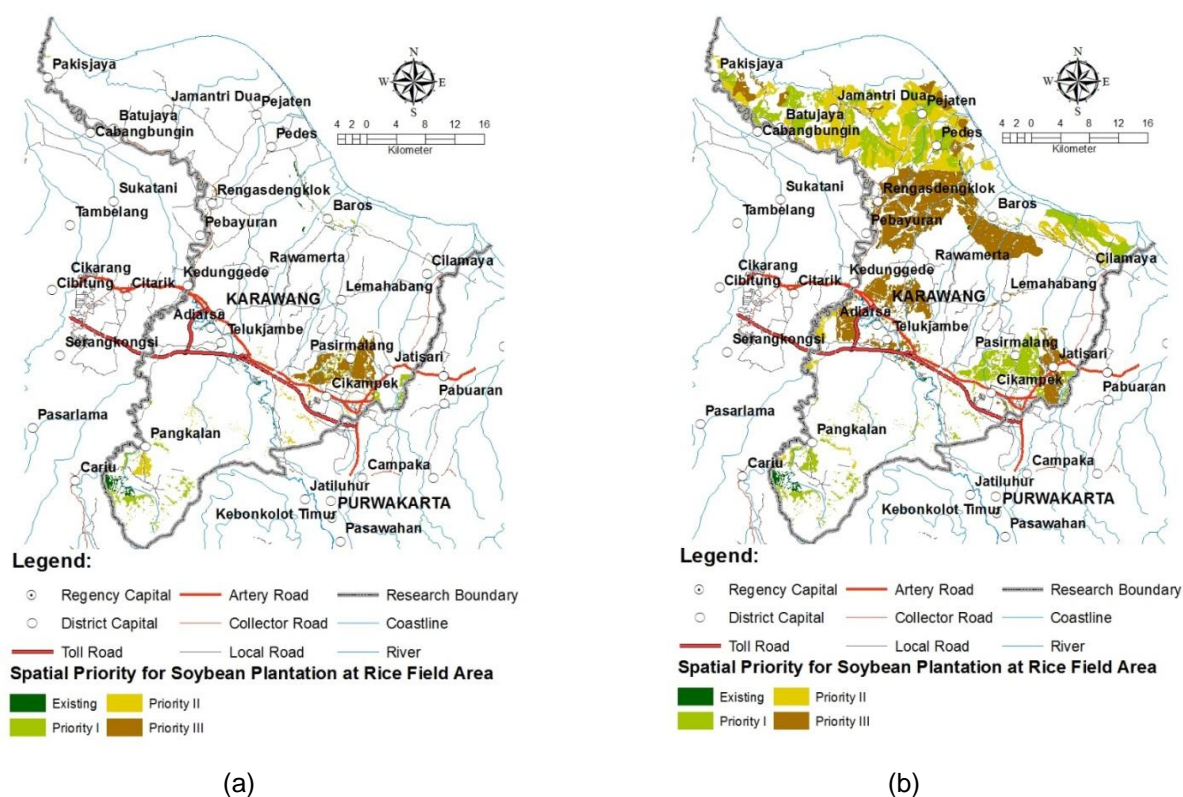 Pakisjaya
N
W E
S
Jamantri Dua
Pejaten
Batujaya
Cabangbungin
Pedes
4 2 0 4 8 12 16
Kilometer
Sukatani
Rengasdengklok
Tambelang
Baros
Pebayuran
Rawamerta
Cilamaya
Cikarang
Kedunggede
Cibitung
Citarik
Lemahabang
KARAWANG
Adiarsa
Telukjambe
Serangkongsi
Pasirmalang
Jatisari
Cikampek
Pabuaran
Pasarlama
Pangkalan
Cariu
Campaka
Jatiluhur
PURWAKARTA
Kebonkolot Timur
Pasawahan
Legend:
Regency Capital Artery Road Research Boundary
District Capital Collector Road Coastline
Toll Road Local Road River
Spatial Priority for Soybean Plantation at Rice Field Area
Existing Priority II
Priority I Priority III
(a)
Pakisjaya
N
W E
S
Jamantri Dua
Pejaten
Batujaya
Cabangbungin
Pedes
4 2 0 4 8 12 16
Kilometer
Sukatani
Rengasdengklok
Tambelang
Baros
Pebayuran
Rawamerta
Cilamaya
Cikarang
Kedunggede
Cibitung
Citarik
Lemahabang
KARAWANG
Adiarsa
Telukjambe
Serangkongsi
Pasirmalang
Jatisari
Cikampek
Pabuaran
Pasarlama
Pangkalan
Cariu
Campaka
Jatiluhur
PURWAKARTA
Kebonkolot Timur
Pasawahan
Legend:
Regency Capital Artery Road Research Boundary
District Capital Collector Road Coastline
Toll Road Local Road River
Spatial Priority for Soybean Plantation at Rice Field Area
Existing Priority II
Priority I Priority III
(b)